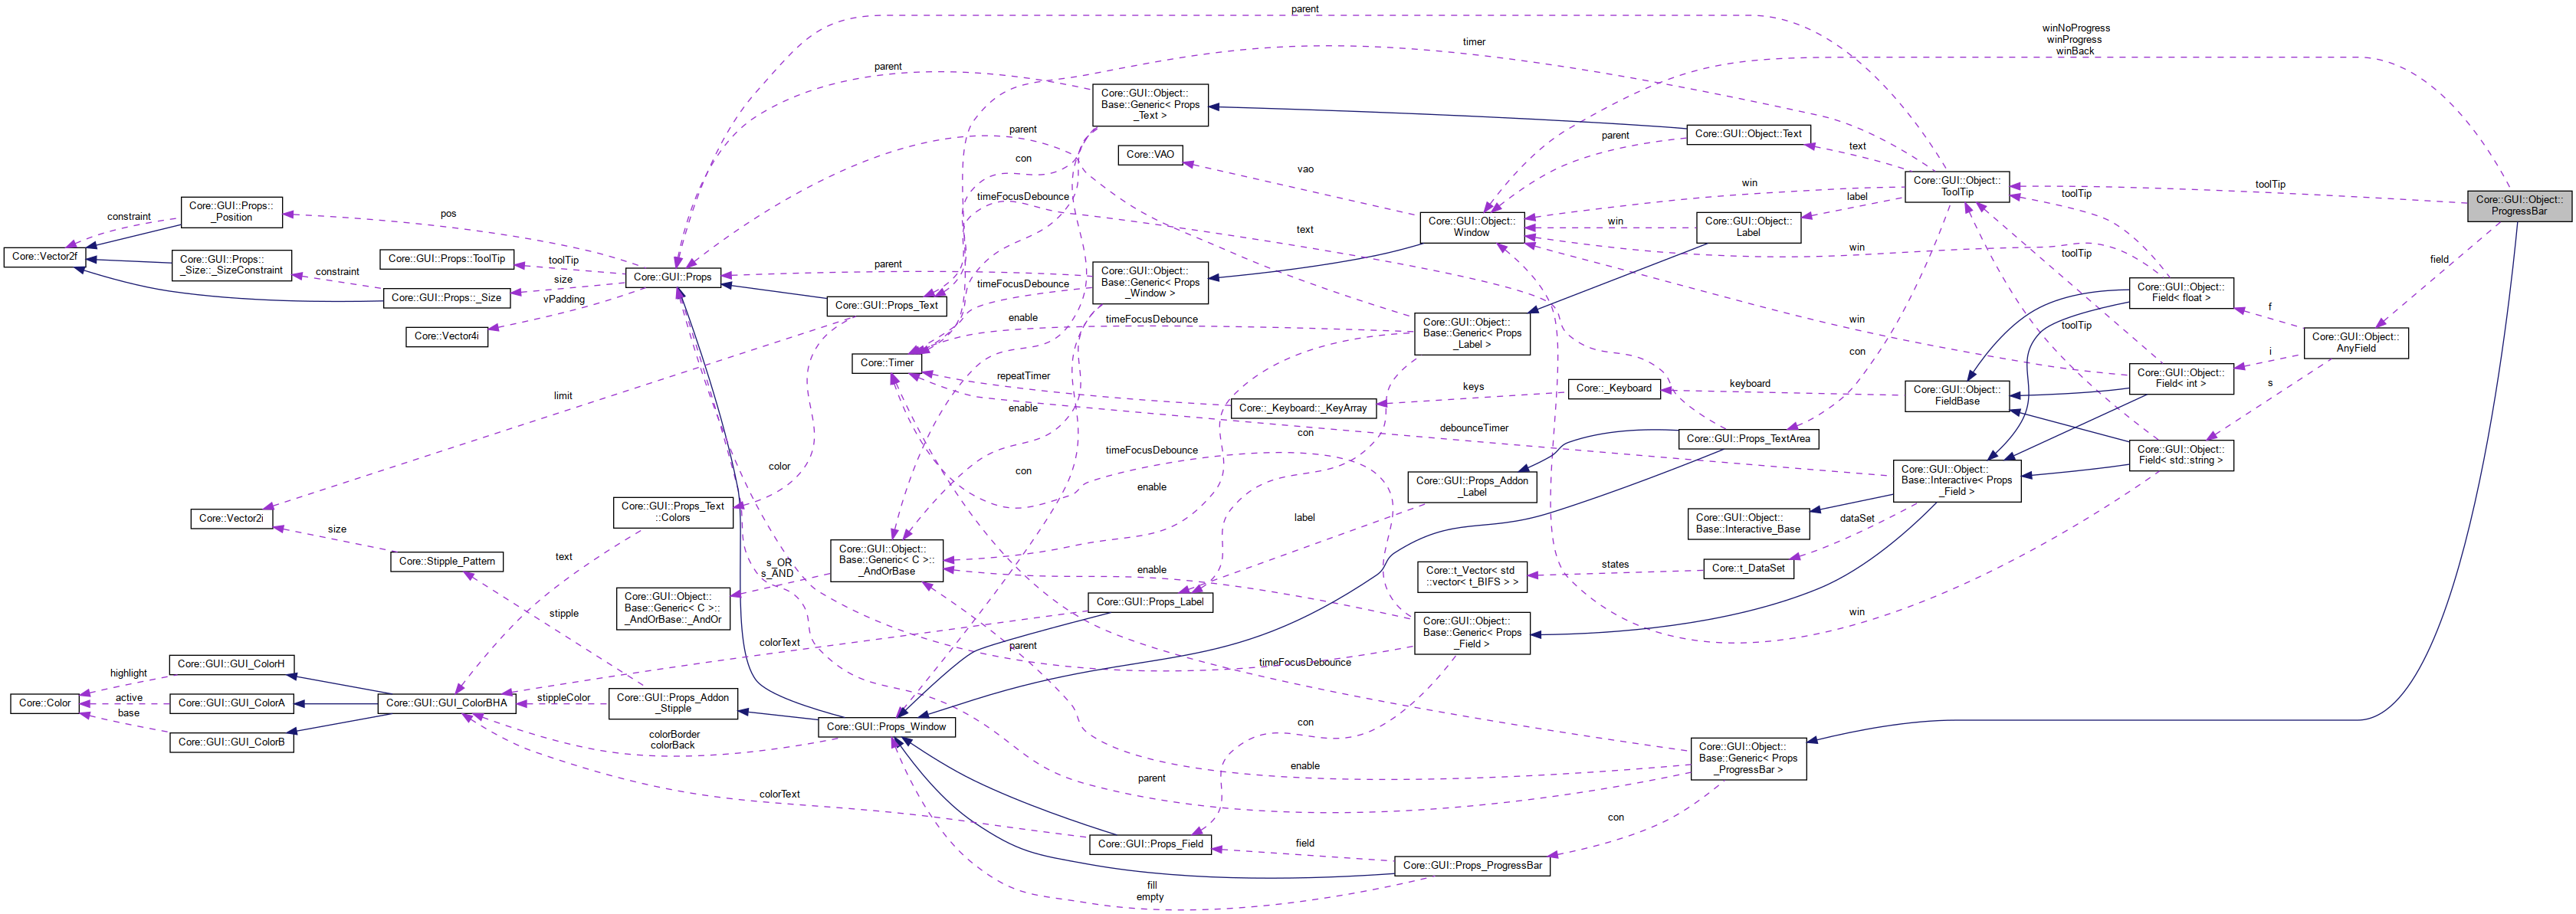 parent
timer
winNoProgress
winProgress
winBack
parent
Core::GUI::Object::
Base::Generic< Props
_Text >
Core::GUI::Object::Text
parent
text
parent
con
Core::VAO
vao
Core::GUI::Object::
ToolTip
toolTip
Core::GUI::Object::
ProgressBar
win
label
toolTip
timeFocusDebounce
Core::GUI::Props::
_Position
constraint
pos
Core::GUI::Object::
Window
win
Core::GUI::Object::
Label
text
win
toolTip
field
Core::Vector2f
Core::GUI::Props::
_Size::_SizeConstraint
Core::GUI::Props::ToolTip
toolTip
constraint
size
Core::GUI::Props
parent
Core::GUI::Object::
Base::Generic< Props
_Window >
timeFocusDebounce
Core::GUI::Props::_Size
vPadding
Core::GUI::Props_Text
Core::GUI::Object::
Field< float >
f
enable
timeFocusDebounce
Core::GUI::Object::
Base::Generic< Props
_Label >
win
toolTip
Core::Vector4i
Core::GUI::Object::
AnyField
Core::Timer
con
i
repeatTimer
keys
Core::_Keyboard
keyboard
Core::GUI::Object::
FieldBase
Core::GUI::Object::
Field< int >
s
limit
enable
Core::_Keyboard::_KeyArray
con
debounceTimer
Core::GUI::Props_TextArea
Core::GUI::Object::
Field< std::string >
timeFocusDebounce
color
con
enable
Core::GUI::Props_Addon
_Label
Core::GUI::Object::
Base::Interactive< Props
_Field >
Core::GUI::Props_Text
::Colors
Core::Vector2i
size
label
Core::GUI::Object::
Base::Interactive_Base
dataSet
text
Core::Stipple_Pattern
Core::GUI::Object::
Base::Generic< C >::
_AndOrBase
s_OR
s_AND
enable
Core::t_Vector< std
::vector< t_BIFS > >
states
Core::t_DataSet
stipple
Core::GUI::Object::
Base::Generic< C >::
_AndOrBase::_AndOr
Core::GUI::Props_Label
win
Core::GUI::Object::
Base::Generic< Props
_Field >
colorText
parent
timeFocusDebounce
Core::GUI::GUI_ColorH
highlight
Core::Color
active
Core::GUI::GUI_ColorA
Core::GUI::GUI_ColorBHA
stippleColor
Core::GUI::Props_Addon
_Stipple
base
Core::GUI::GUI_ColorB
colorBorder
colorBack
Core::GUI::Props_Window
con
Core::GUI::Object::
Base::Generic< Props
_ProgressBar >
enable
parent
colorText
con
Core::GUI::Props_Field
field
Core::GUI::Props_ProgressBar
fill
empty